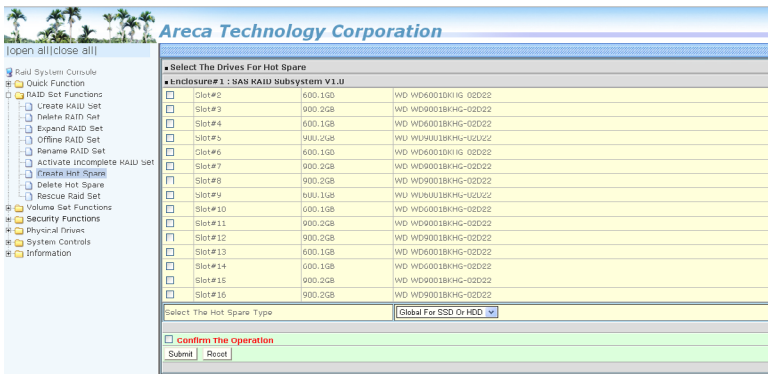 Areca Technology Corporation
|open all|close all|
Raid System Console
Quick Function
RAID Set Functions
Create RAID Set
Delete RAID Set
Expand RAID Set
Offline RAID Set
Rename RAID Set
Activate Incomplete RAID Set
Create Hot Spare
Delete Hot Spare
Rescue Raid Set
Volume Set Functions
Security Functions
Physical Drives
System Controls
Information
Select The Drives For Hot Spare
Enclosure#1 : SAS RAID Subsystem V1.0
Slot#2 600.1GB WD WD6001BKHG-02D22
Slot#3 900.2GB WD WD9001BKHG-02D22
Slot#4 600.1GB WD WD6001BKHG-02D22
Slot#5 900.2GB WD WD9001BKHG-02D22
Slot#6 600.1GB WD WD6001BKHG-02D22
Slot#7 900.2GB WD WD9001BKHG-02D22
Slot#8 900.2GB WD WD9001BKHG-02D22
Slot#9 600.1GB WD WD6001BKHG-02D22
Slot#10 600.1GB WD WD6001BKHG-02D22
Slot#11 900.2GB WD WD9001BKHG-02D22
Slot#12 900.2GB WD WD9001BKHG-02D22
Slot#13 600.1GB WD WD6001BKHG-02D22
Slot#14 600.1GB WD WD6001BKHG-02D22
Slot#15 900.2GB WD WD9001BKHG-02D22
Slot#16 900.2GB WD WD9001BKHG-02D22
Select The Hot Spare Type Global For SSD Or HDD
Confirm The Operation
Submit Reset